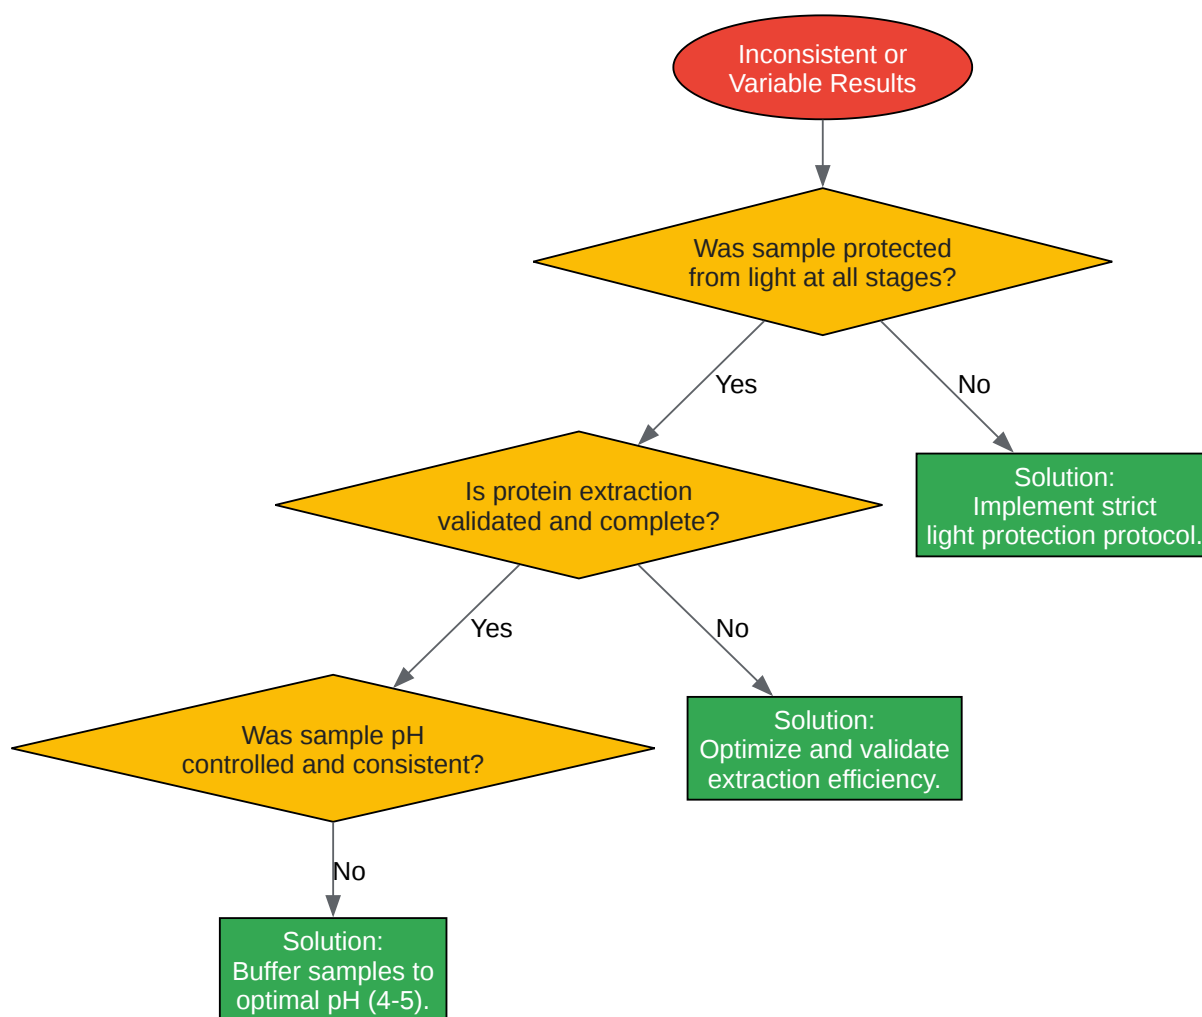 Inconsistent or
Variable Results
Was sample protected
from light at all stages?
Yes
No
Is protein extraction
validated and complete?
Solution:
Implement strict
light protection protocol.
Yes
No
Was sample pH
controlled and consistent?
Solution:
Optimize and validate
extraction efficiency.
No
Solution:
Buffer samples to
optimal pH (4-5).